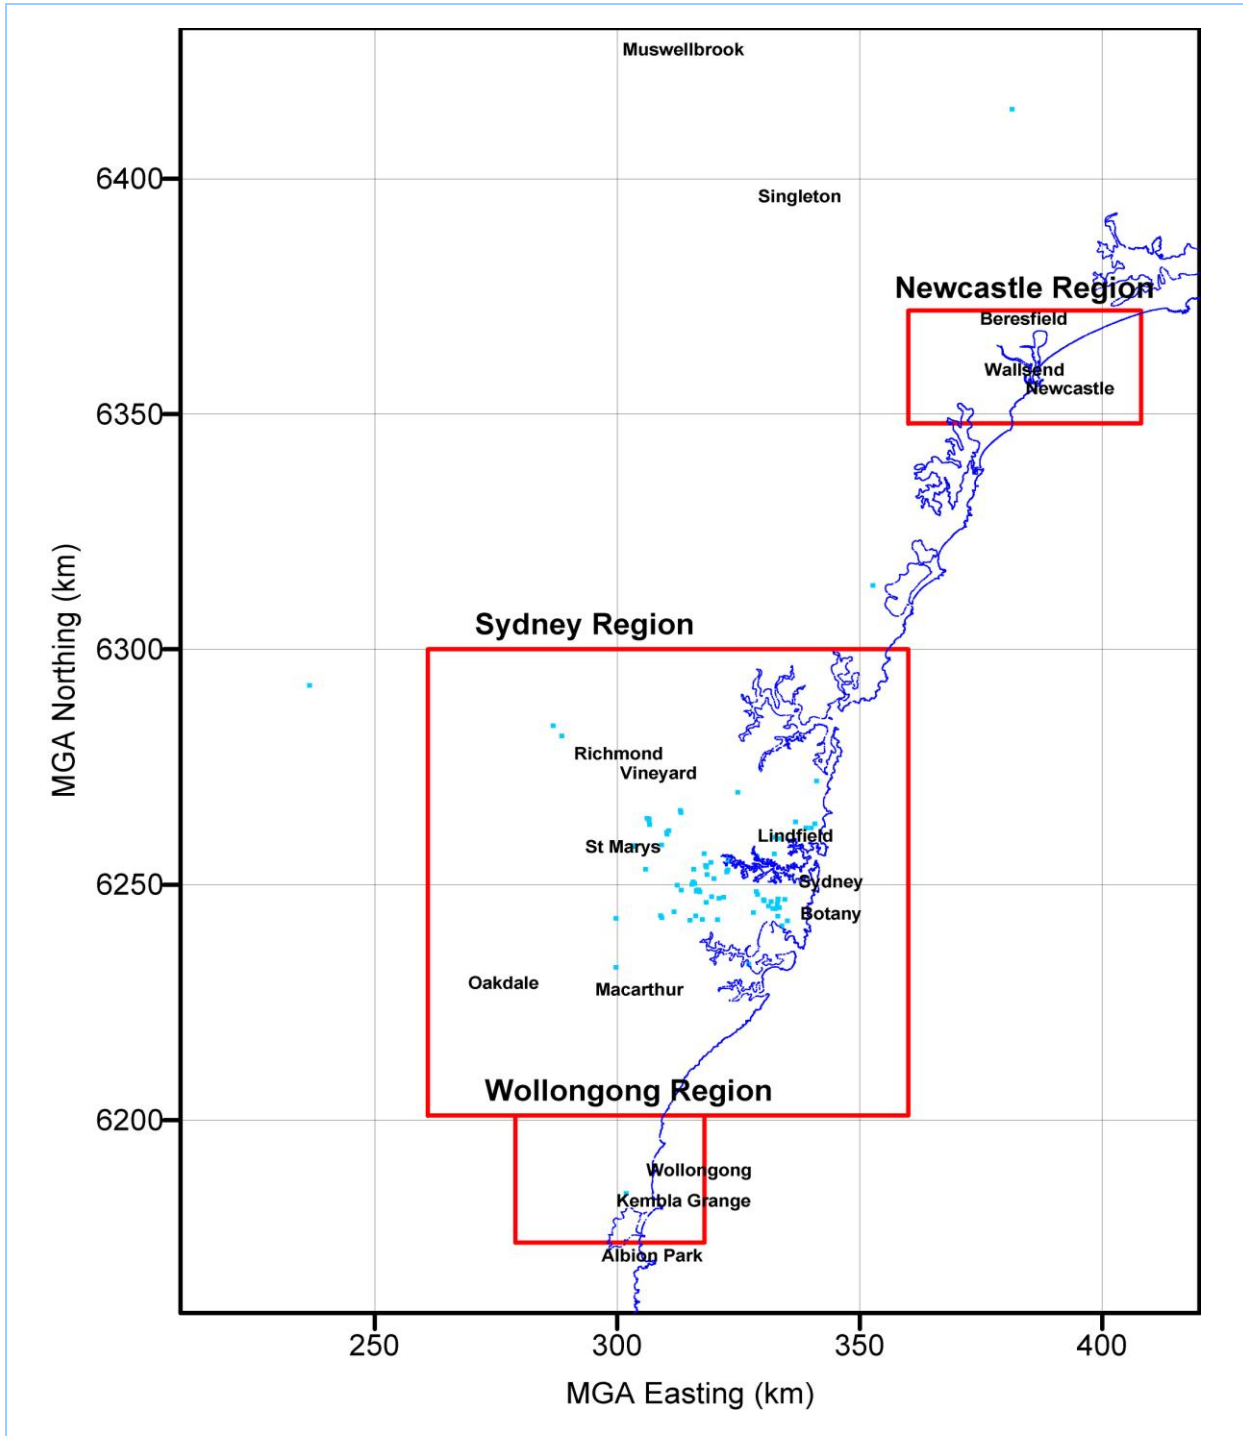 Muswellbrook
6400
Singleton
Newcastle Region
Beresfield
Wallsend
Newcastle
6350
Sydney Region
6300
MGA Northing (km)
Richmond
Vineyard
Lindfield
St Marys
6250
Sydney
Botany
Oakdale
Macarthur
Wollongong Region
6200
Wollongong
Kembla Grange
Albion Park
250 300 350 400
MGA Easting (km)